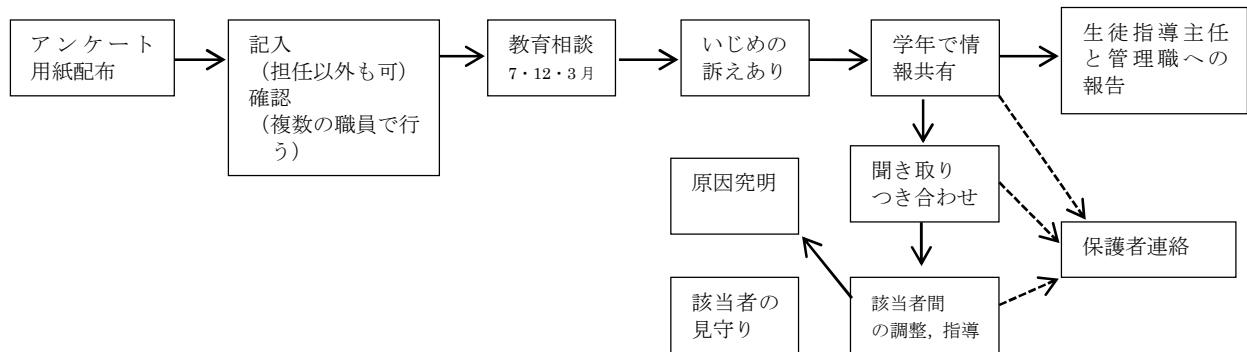 アンケート
用紙配布
記入
（担任以外も可）
確認
（複数の職員で行
う）
教育相談
7・12・3月
いじめの
訴えあり
学年で情
報共有
生徒指導主任
と管理職への
報告
原因究明
聞き取り
つき合わせ
保護者連絡
該当者の
見守り
該当者間
の調整，指導